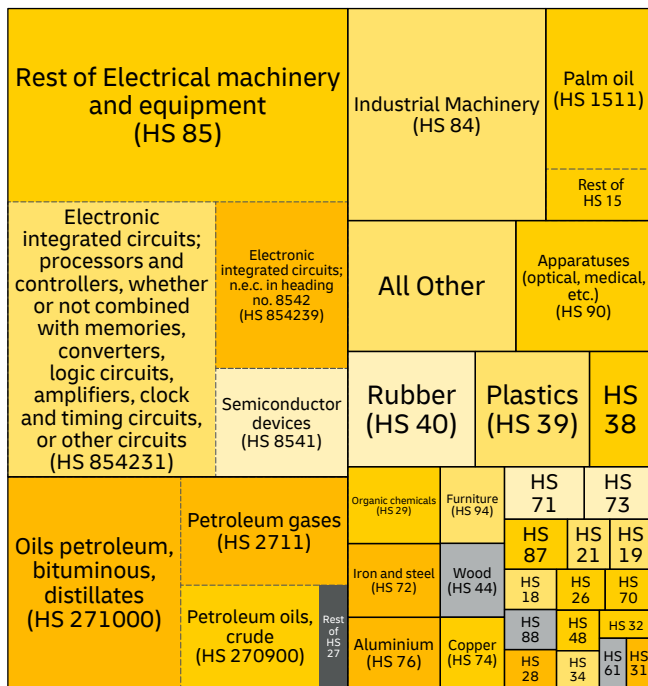 Rest of Electrical machinery
and equipment
(HS 85)
Industrial Machinery
(HS 84)
Palm oil
(HS 1511)
Rest of
HS 15
Electronic
integrated circuits;
processors and
controllers, whether
or not combined
with memories,
converters,
logic circuits,
amplifiers, clock
and timing circuits,
or other circuits
(HS 854231)
Electronic
integrated circuits;
n.e.c. in heading
no. 8542
(HS 854239)
Semiconductor
devices
(HS 8541)
All Other
Apparatuses
(optical, medical,
etc.)
(HS 90)
Rubber
(HS 40)
Plastics
(HS 39)
HS
38
Oils petroleum,
bituminous,
distillates
(HS 271000)
Petroleum gases
(HS 2711)
Petroleum oils,
crude
(HS 270900)
Rest
of
HS
27
Organic chemicals
(HS 29)
Furniture
(HS 94)
HS
71
HS
73
Iron and steel
(HS 72)
Wood
(HS 44)
HS
87
HS
21
HS
19
Aluminium
(HS 76)
Copper
(HS 74)
HS
18
HS
26
HS
70
HS
88
HS
48
HS 32
HS
28
HS
34
HS
61
HS
31